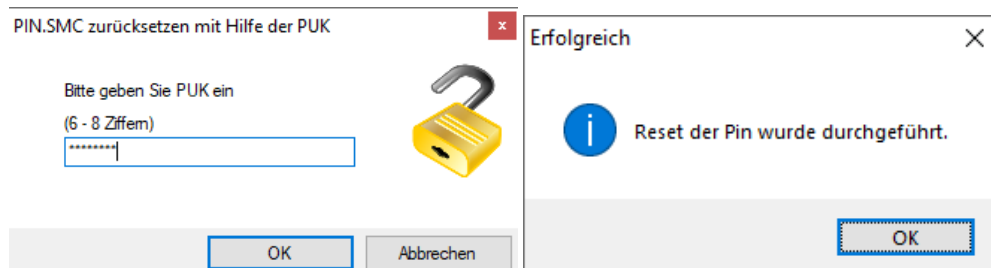 PIN.SMC zurücksetzen mit Hilfe der PUK
x
Bitte geben Sie PUK ein
(6 - 8 Ziffern)
********
OK
Abbrechen
Erfolgreich
Reset der Pin wurde durchgeführt.
OK